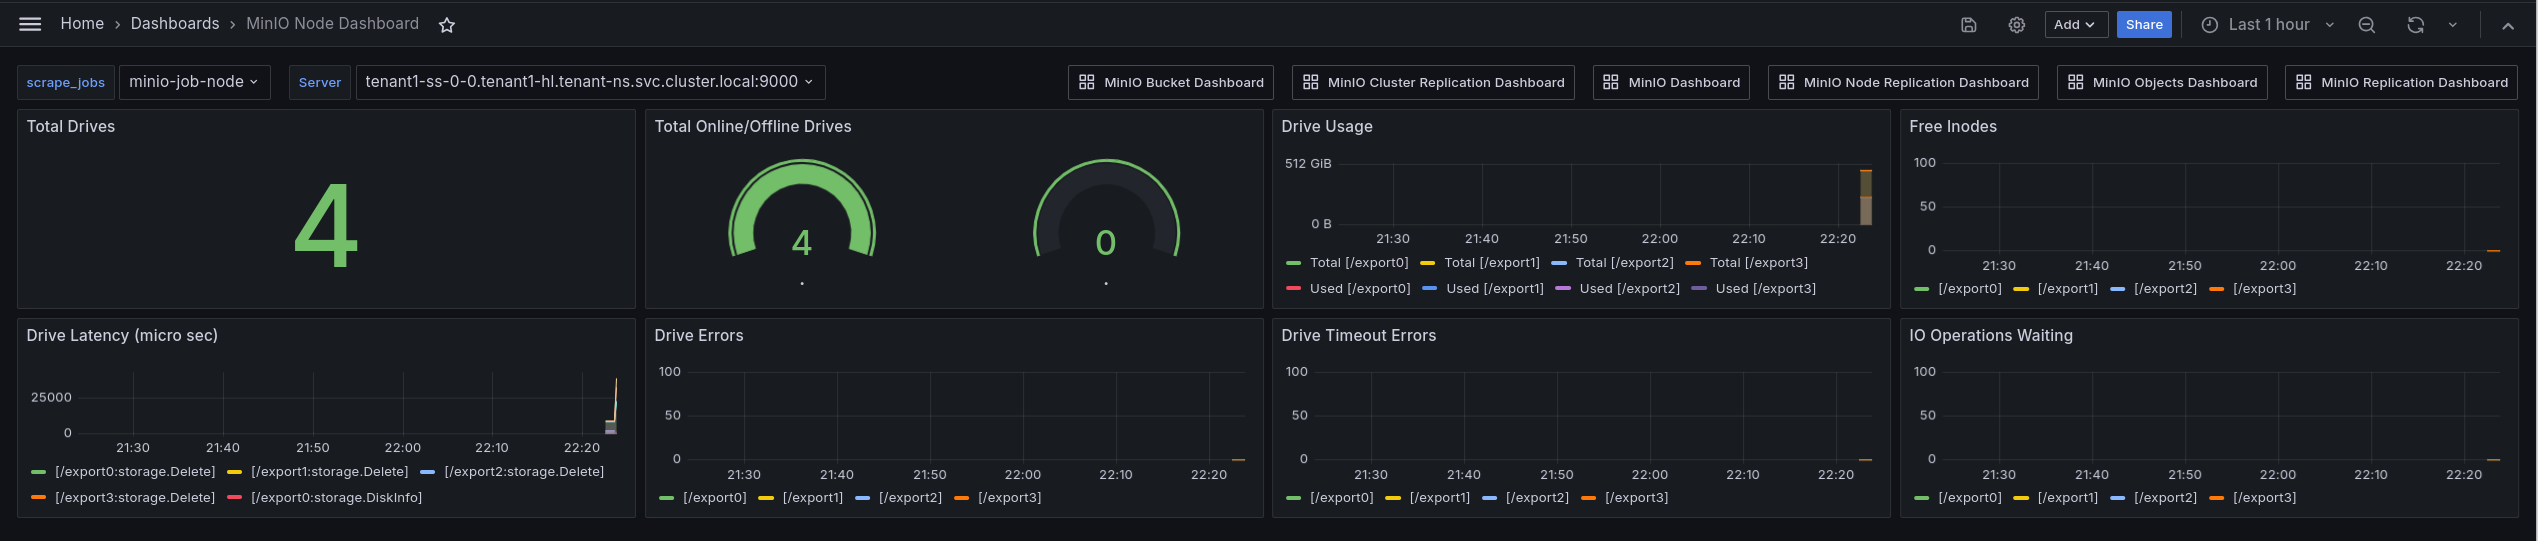 Home › Dashboards › MinIO Node Dashboard Add Share Last 1 hour
scrape_jobs minio-job-node Server tenant1-ss-0-0.tenant1-hl.tenant-ns.svc.cluster.local:9000 MinIO Bucket Dashboard MinIO Cluster Replication Dashboard MinIO Dashboard MinIO Node Replication Dashboard MinIO Objects Dashboard MinIO Replication Dashboard
Total Drives
4
Total Online/Offline Drives
4 0
. .
Drive Usage
512 GiB
0 B
21:30 21:40 21:50 22:00 22:10 22:20
Total [/export0] Total [/export1] Total [/export2] Total [/export3]
Used [/export0] Used [/export1] Used [/export2] Used [/export3]
Free Inodes
100
50
0
21:30 21:40 21:50 22:00 22:10 22:20
[/export0] [/export1] [/export2] [/export3]
Drive Latency (micro sec)
25000
0
21:30 21:40 21:50 22:00 22:10 22:20
[/export0:storage.Delete] [/export1:storage.Delete] [/export2:storage.Delete]
[/export3:storage.Delete] [/export0:storage.DiskInfo]
Drive Errors
100
50
0
21:30 21:40 21:50 22:00 22:10 22:20
[/export0] [/export1] [/export2] [/export3]
Drive Timeout Errors
100
50
0
21:30 21:40 21:50 22:00 22:10 22:20
[/export0] [/export1] [/export2] [/export3]
IO Operations Waiting
100
50
0
21:30 21:40 21:50 22:00 22:10 22:20
[/export0] [/export1] [/export2] [/export3]